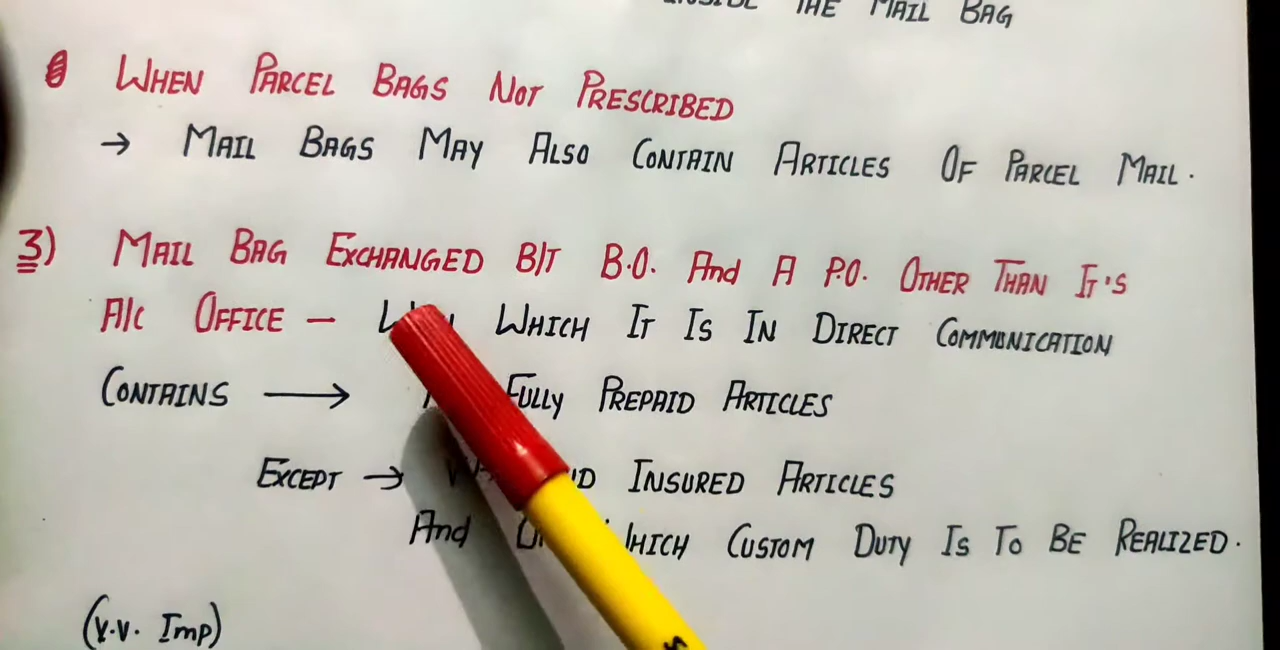 INSIDE THE MAIL BAG
WHEN PARCEL BAGS NOT PRESCRIBED
→ MAIL BAGS MAY ALSO CONTAIN ARTICLES OF PARCEL MAIL.
3) MAIL BAG EXCHANGED B/T B.O. And A P.O. OTHER THAN IT'S
A/C OFFICE – WHICH IT IS IN DIRECT COMMUNICATION
CONTAINS → FULLY PREPAID ARTICLES
EXCEPT → INSURED ARTICLES
And WHICH CUSTOM DUTY IS TO BE REALIZED.
(V.V. Imp)